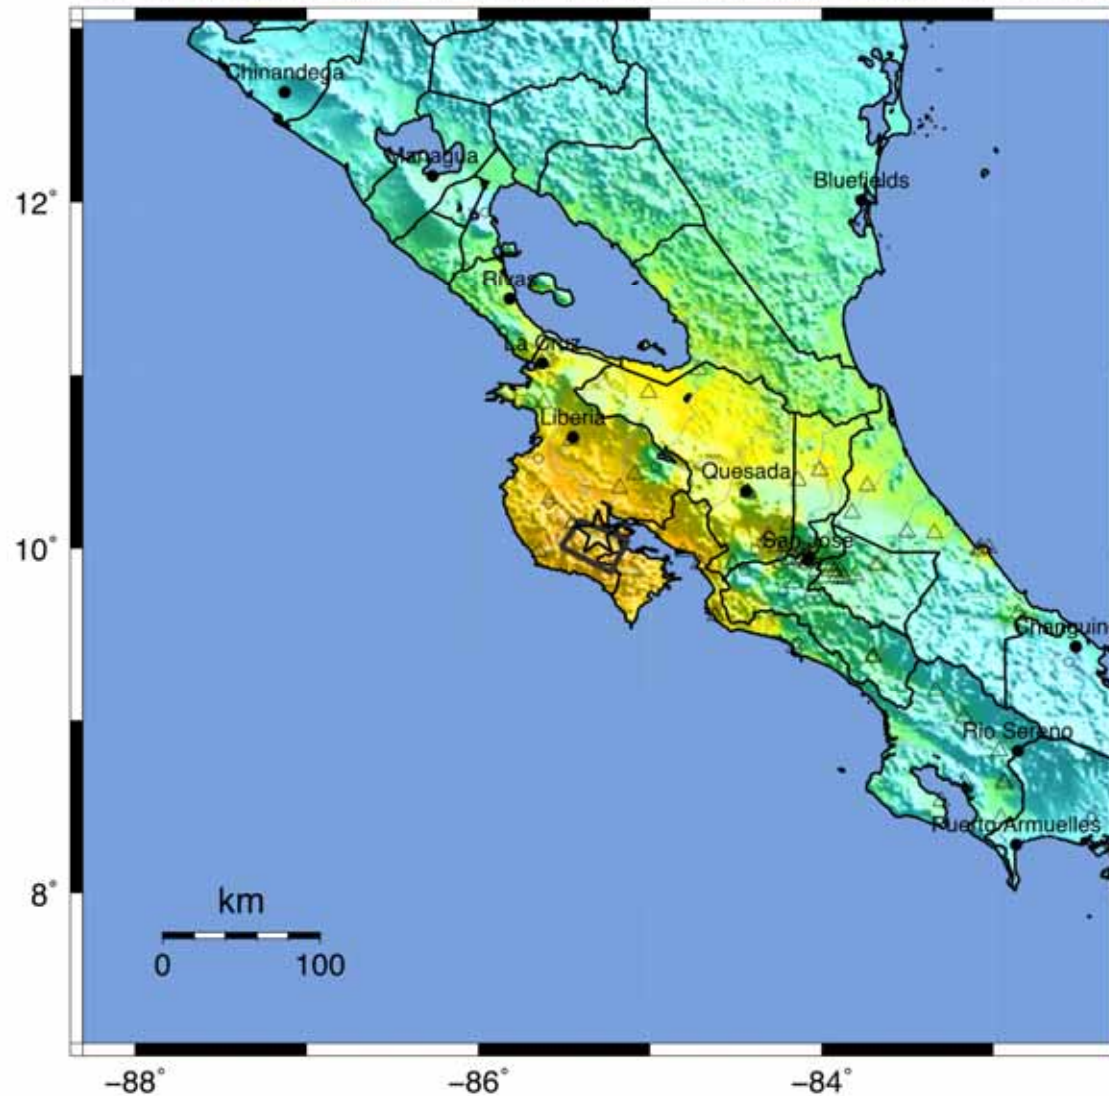 Chinandega
Managua
12°
Bluefields
Rivas
La Cruz
Liberia
Quesada
10°
San Jose
Changuin
Rio Sereno
Puerto Armuelles
8°
km
0 100
−88° −86° −84°